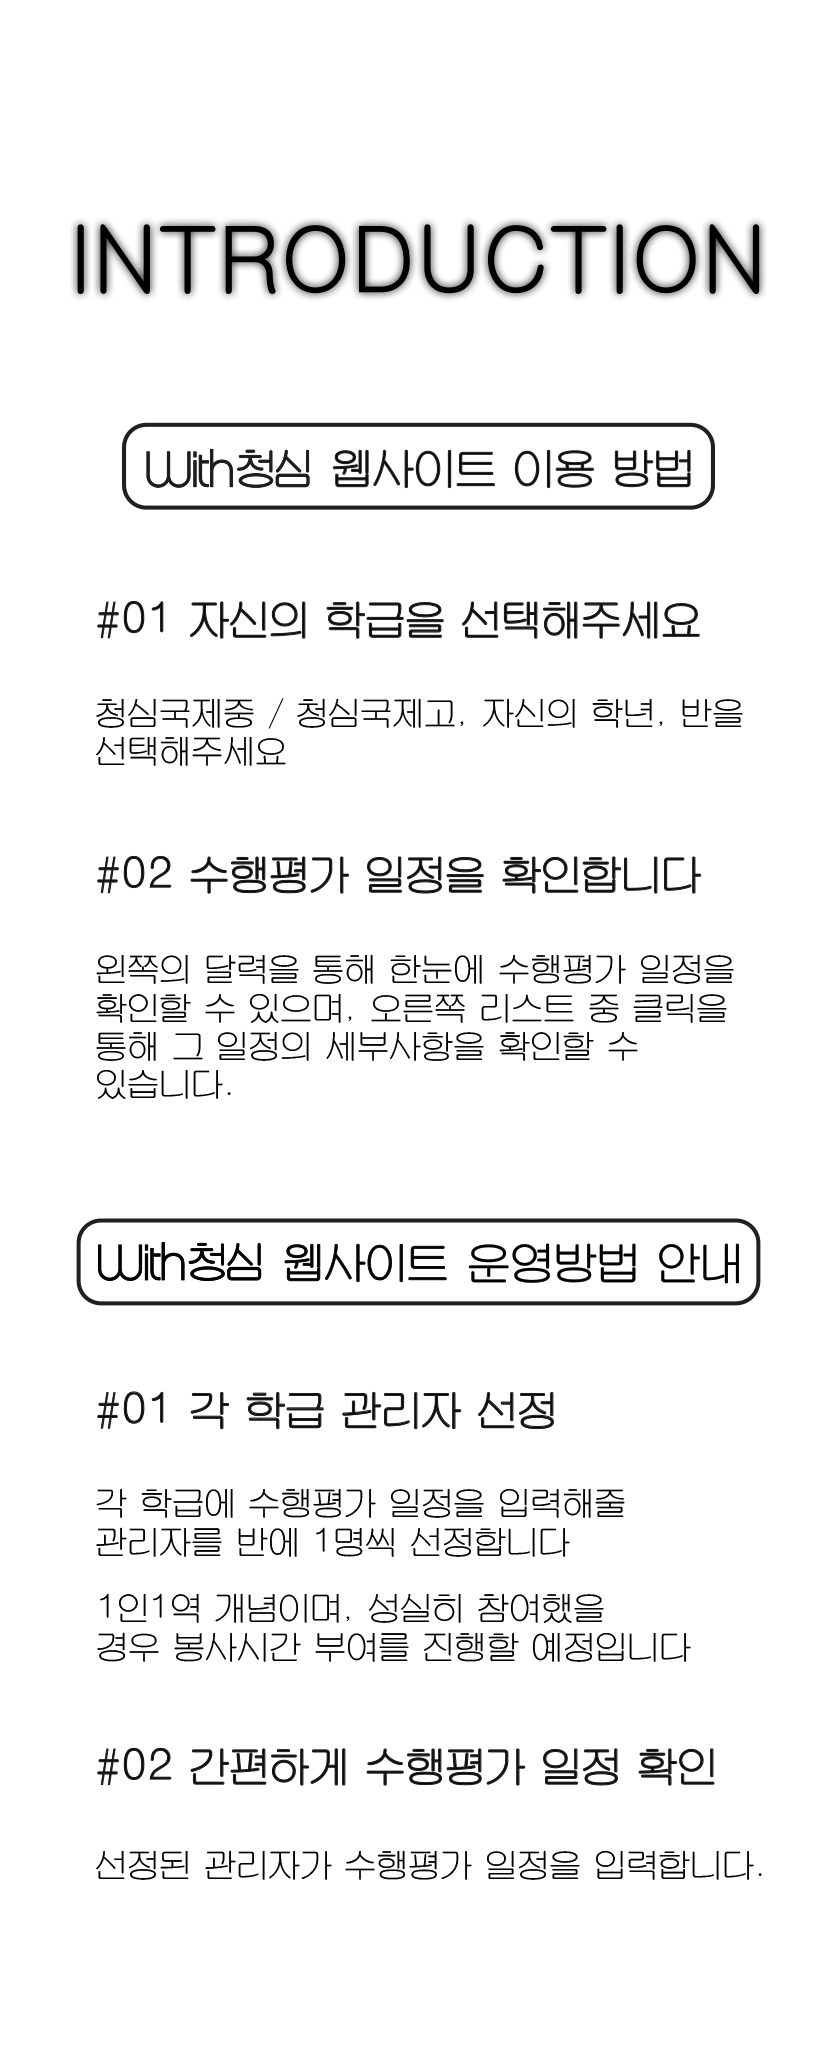 INTRODUCTION
With청심 웹사이트 이용 방법
#01 자신의 학급을 선택해주세요
청심국제중 / 청심국제고, 자신의 학년, 반을
선택해주세요
#02 수행평가 일정을 확인합니다
왼쪽의 달력을 통해 한눈에 수행평가 일정을
확인할 수 있으며, 오른쪽 리스트 중 클릭을
통해 그 일정의 세부사항을 확인할 수
있습니다.
With청심 웹사이트 운영방법 안내
#01 각 학급 관리자 선정
각 학급에 수행평가 일정을 입력해줄
관리자를 반에 1명씩 선정합니다
1인1역 개념이며, 성실히 참여했을
경우 봉사시간 부여를 진행할 예정입니다
#02 간편하게 수행평가 일정 확인
선정된 관리자가 수행평가 일정을 입력합니다.